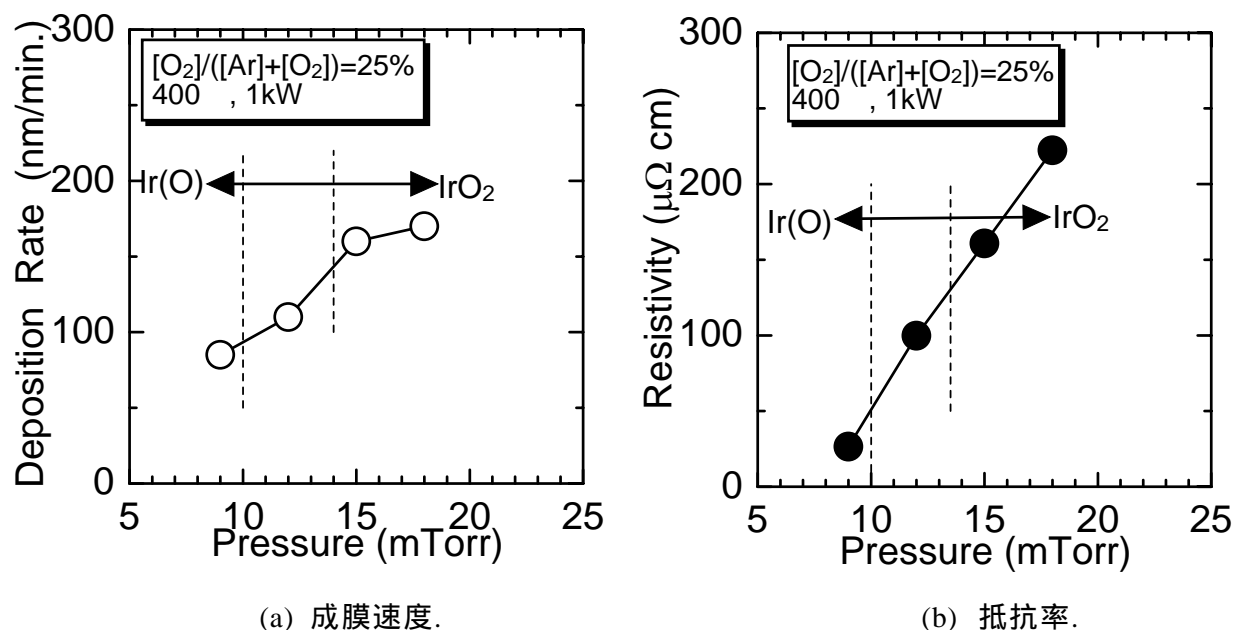 300
200
100
0
Deposition Rate (nm/min.)
[O₂]/([Ar]+[O₂])=25%
400 , 1kW
Ir(O)
IrO₂
5 10 15 20 25
Pressure (mTorr)
(a) 成膜速度.
300
200
100
0
Resistivity (μΩ cm)
[O₂]/([Ar]+[O₂])=25%
400 , 1kW
Ir(O)
IrO₂
5 10 15 20 25
Pressure (mTorr)
(b) 抵抗率.